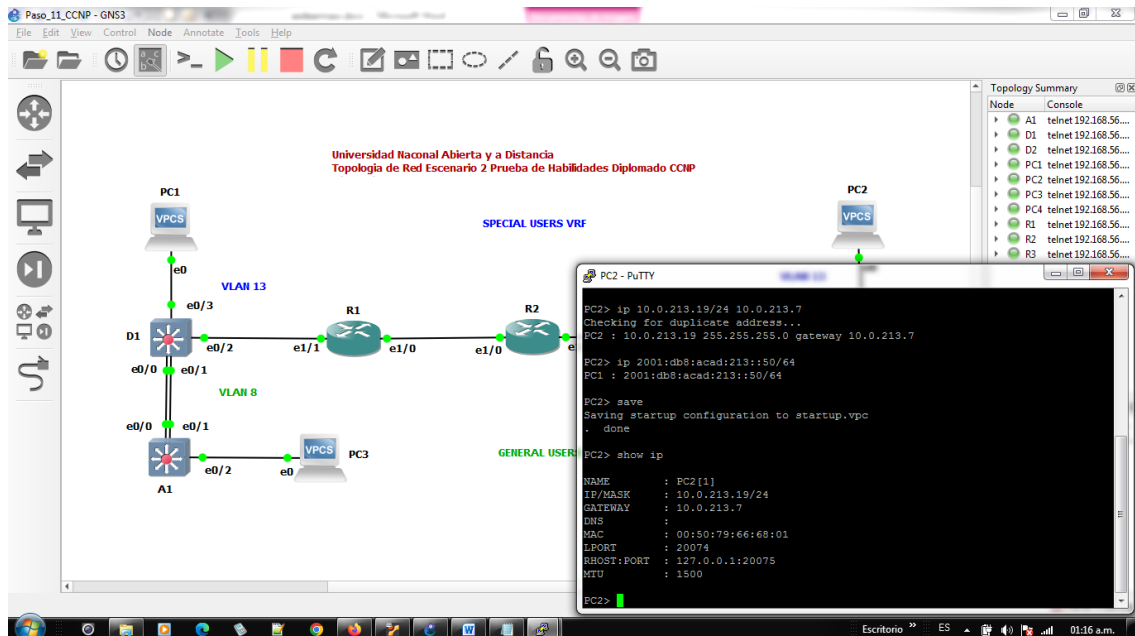 Paso_11_CCNP - GNS3
File Edit View Control Node Annotate Tools Help
Topology Summary
Node Console
A1 telnet 192.168.56....
D1 telnet 192.168.56....
D2 telnet 192.168.56....
PC1 telnet 192.168.56....
PC2 telnet 192.168.56....
PC3 telnet 192.168.56....
PC4 telnet 192.168.56....
R1 telnet 192.168.56....
R2 telnet 192.168.56....
R3 telnet 192.168.56....
Universidad Naconal Abierta y a Distancia
Topologia de Red Escenario 2 Prueba de Habilidades Diplomado CCNP
PC1
PC2
VPCS
VPCS
SPECIAL USERS VRF
e0
VLAN 13
VLAN 13
e0/3
R1
R2
D1
e0/2
e1/1
e1/0
e1/0
e0/0
e0/1
VLAN 8
e0/0
e0/1
VPCS
PC3
GENERAL USER
e0/2
e0
A1
PC2 - PuTTY
PC2> ip 10.0.213.19/24 10.0.213.7
Checking for duplicate address...
PC2 : 10.0.213.19 255.255.255.0 gateway 10.0.213.7
PC2> ip 2001:db8:acad:213::50/64
PC1 : 2001:db8:acad:213::50/64
PC2> save
Saving startup configuration to startup.vpc
. done
PC2> show ip
NAME : PC2[1]
IP/MASK : 10.0.213.19/24
GATEWAY : 10.0.213.7
DNS :
MAC : 00:50:79:66:68:01
LPORT : 20074
RHOST:PORT : 127.0.0.1:20075
MTU : 1500
PC2>
Escritorio » ES 01:16 a.m.